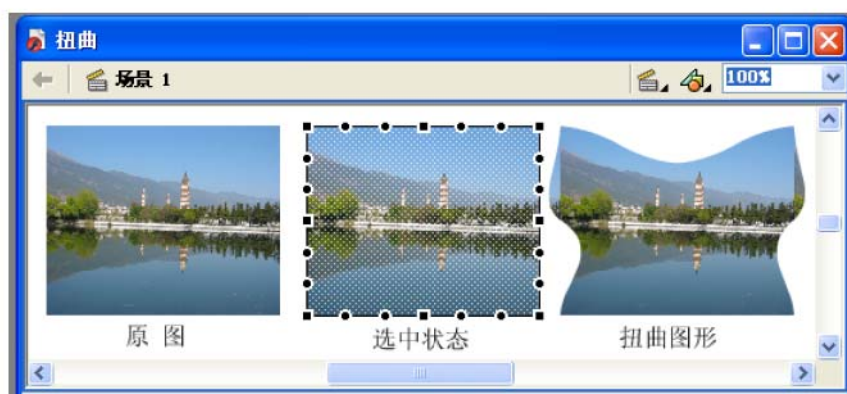 扭曲
场景 1
100%
原 图
选中状态
扭曲图形